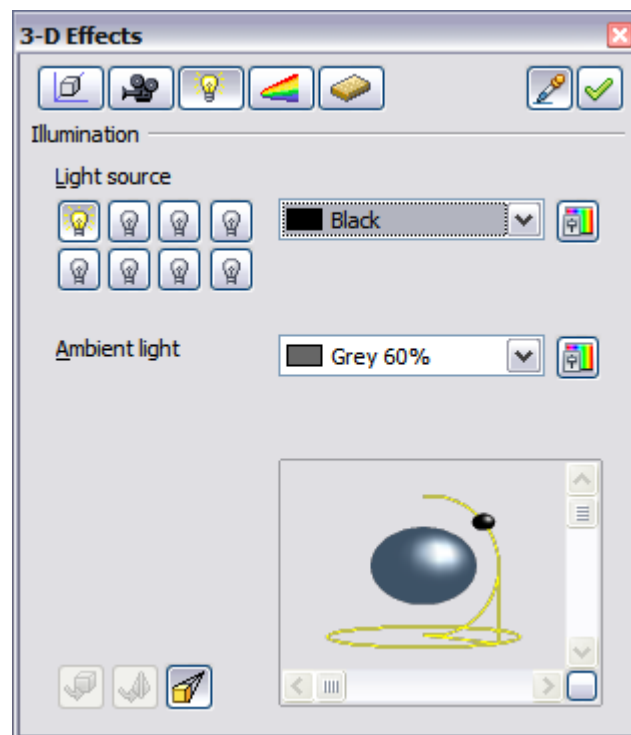 3-D Effects
Illumination
Light source
Black
Ambient light
Grey 60%